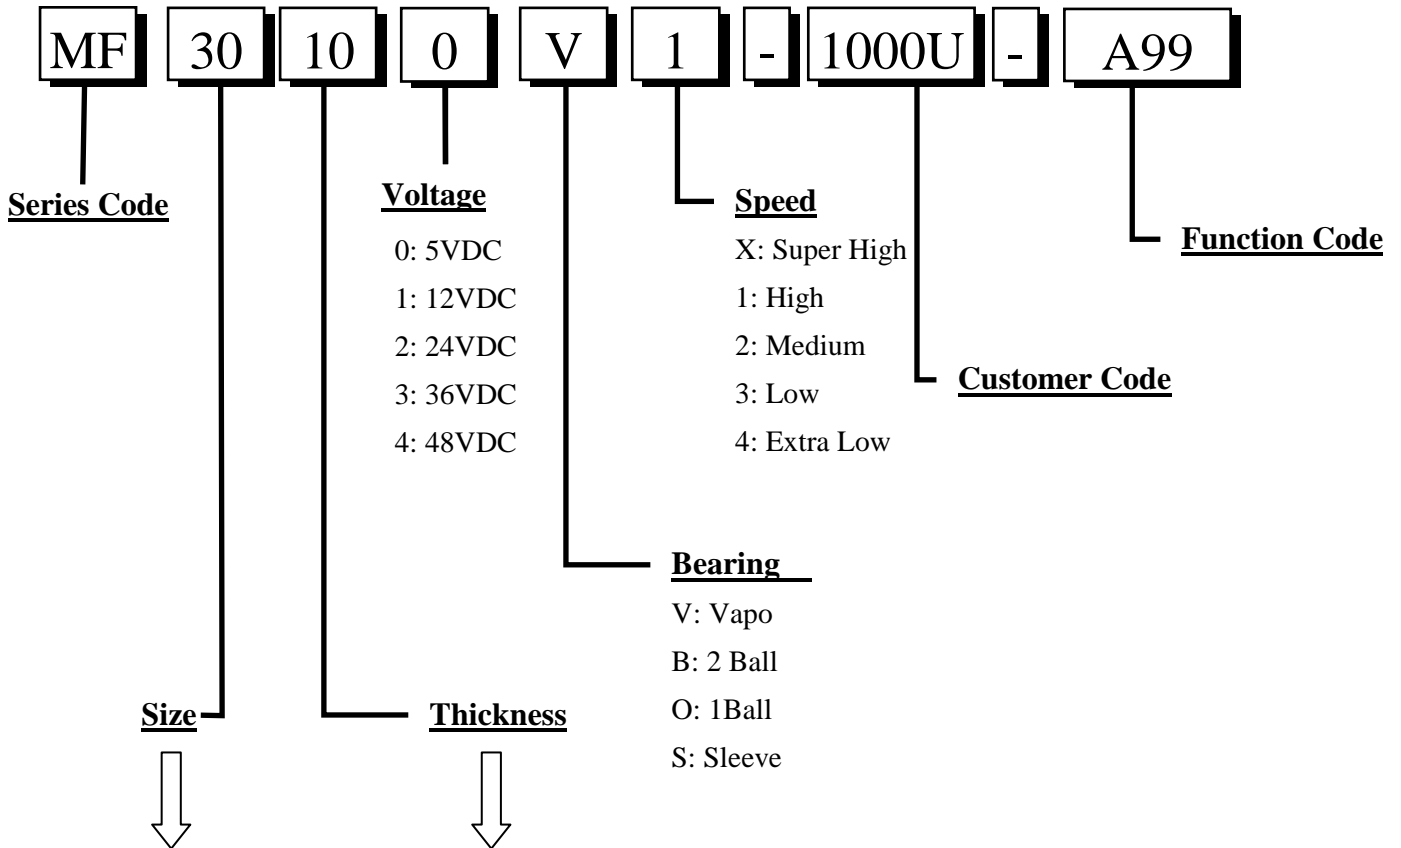 MF 30 10 0 V 1 - 1000U - A99
Series Code
Voltage
0: 5VDC
1: 12VDC
2: 24VDC
3: 36VDC
4: 48VDC
Speed
X: Super High
1: High
2: Medium
3: Low
4: Extra Low
Function Code
Customer Code
Bearing
V: Vapo
B: 2 Ball
O: 1Ball
S: Sleeve
Size
Thickness